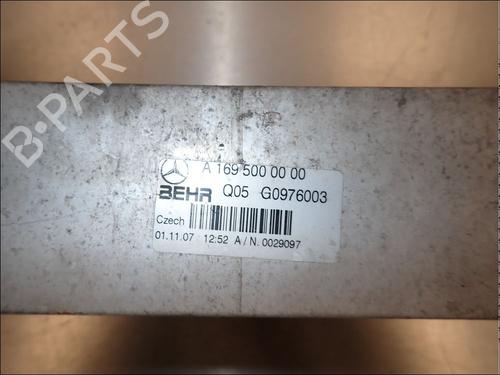 B-PARTS
A 169 500 00 00
BEHR Q05 G0976003
Czech
01.11.07 12:52 A / N. 0029097